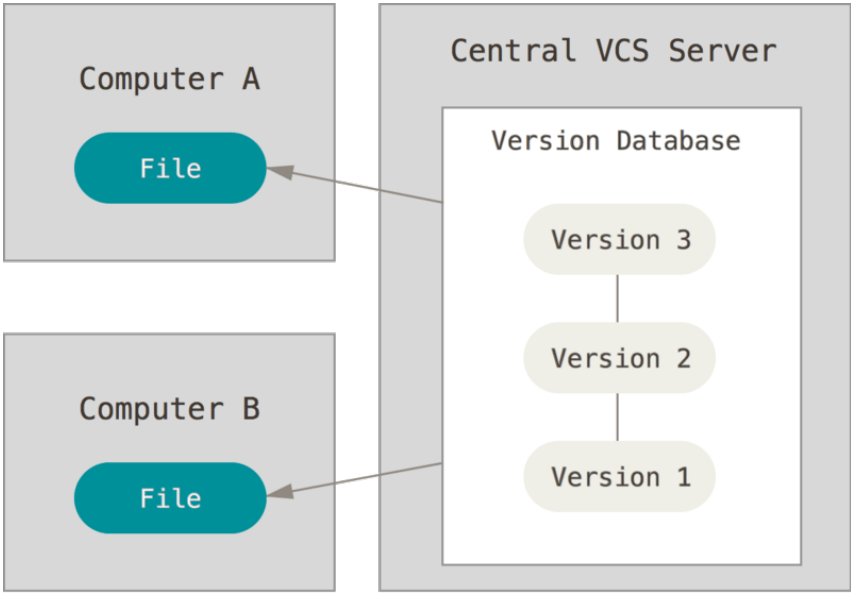 Computer A
File
Computer B
File
Central VCS Server
Version Database
Version 3
Version 2
Version 1